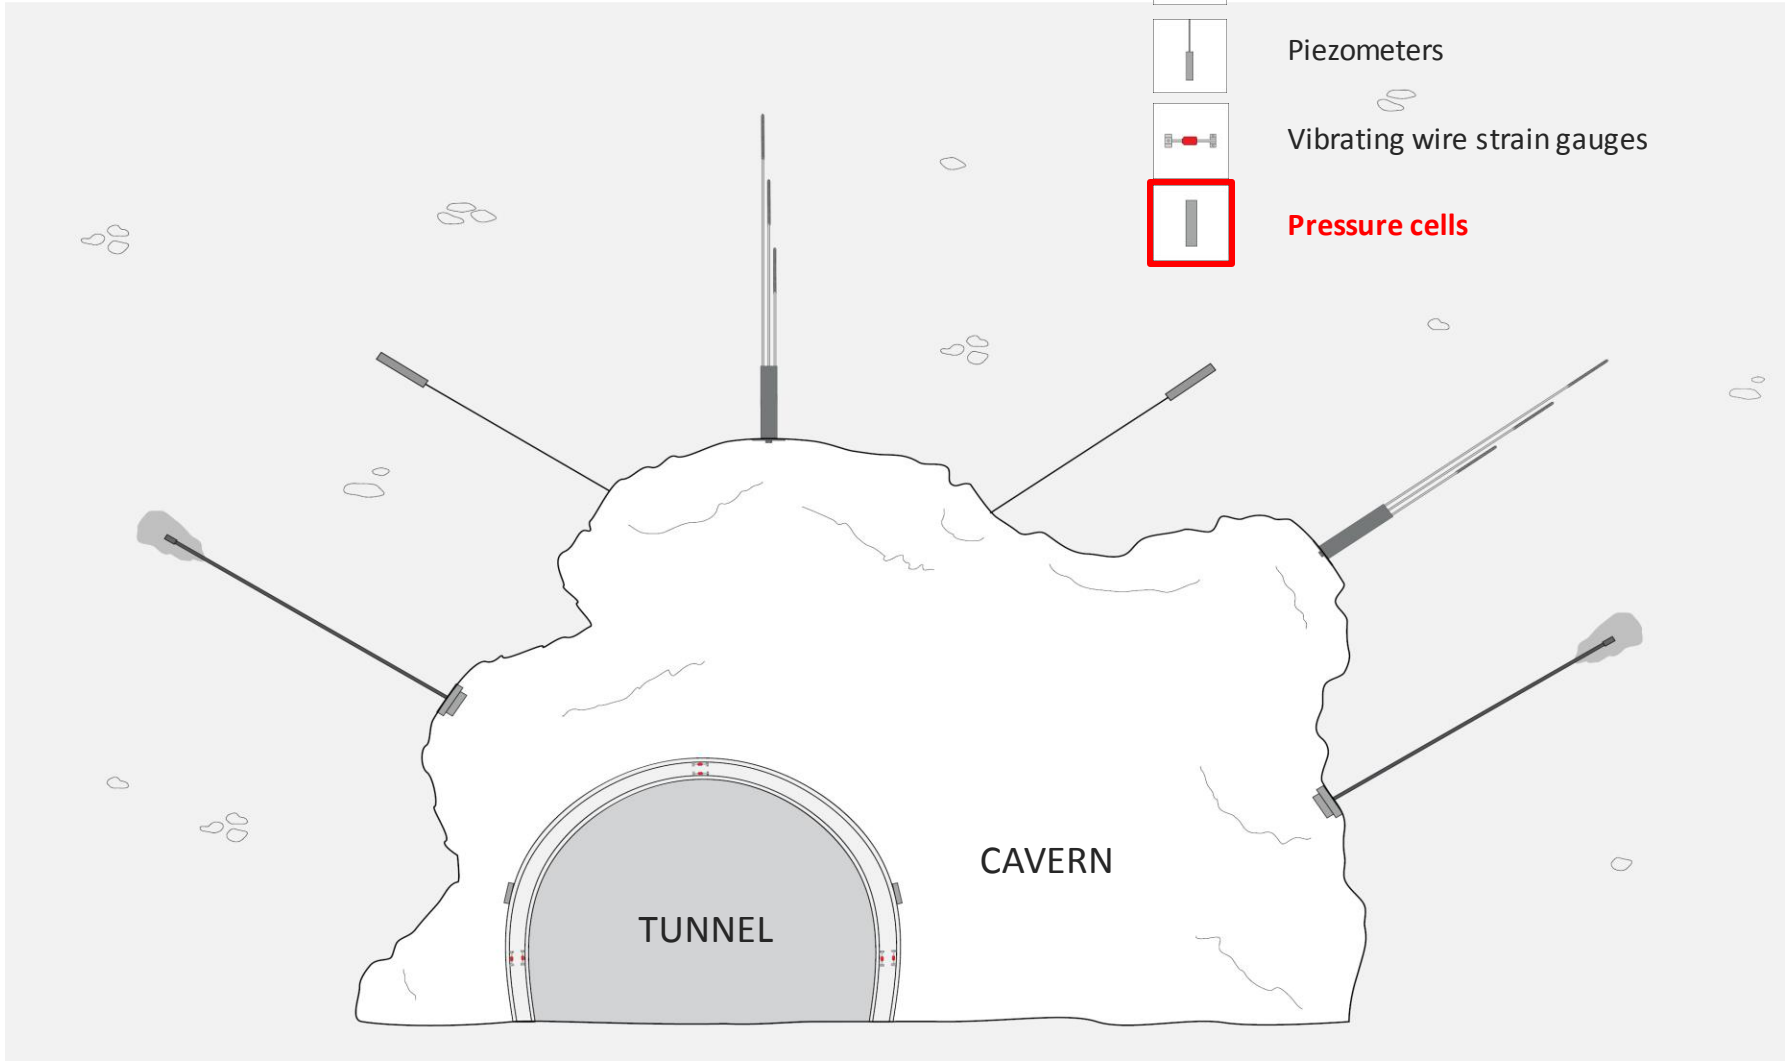 Piezometers
Vibrating wire strain gauges
Pressure cells
CAVERN
TUNNEL